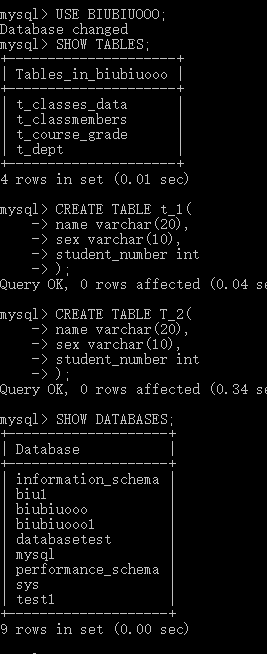 mysql> USE BIUBIUOOO;
Database changed
mysql> SHOW TABLES;
+--------------------+
| Tables_in_biubiuooo |
+--------------------+
| t_classes_data |
| t_classmembers |
| t_course_grade |
| t_dept |
+--------------------+
4 rows in set (0.01 sec)
mysql> CREATE TABLE t_1(
-> name varchar(20),
-> sex varchar(10),
-> student_number int
-> );
Query OK, 0 rows affected (0.04 se
mysql> CREATE TABLE T_2(
-> name varchar(20),
-> sex varchar(10),
-> student_number int
-> );
Query OK, 0 rows affected (0.34 se
mysql> SHOW DATABASES;
+--------------------+
| Database |
+--------------------+
| information_schema |
| biu1 |
| biubiuooo |
| biubiuooo1 |
| databasetest |
| mysql |
| performance_schema |
| sys |
| test1 |
+--------------------+
9 rows in set (0.00 sec)